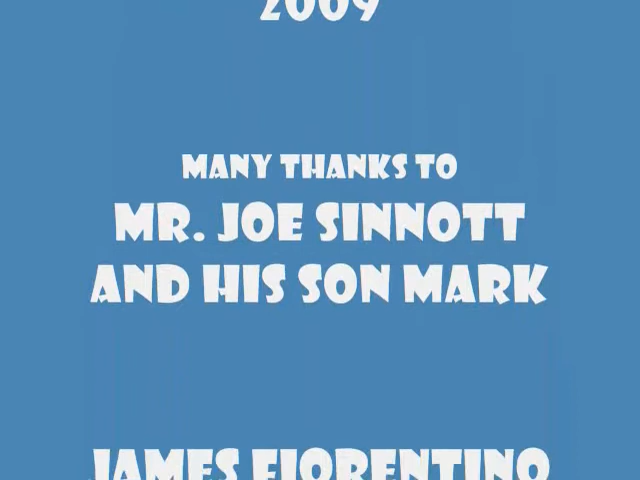 2009
MANY THANKS TO
MR. JOE SINNOTT
AND HIS SON MARK
JAMES FIORENTINO